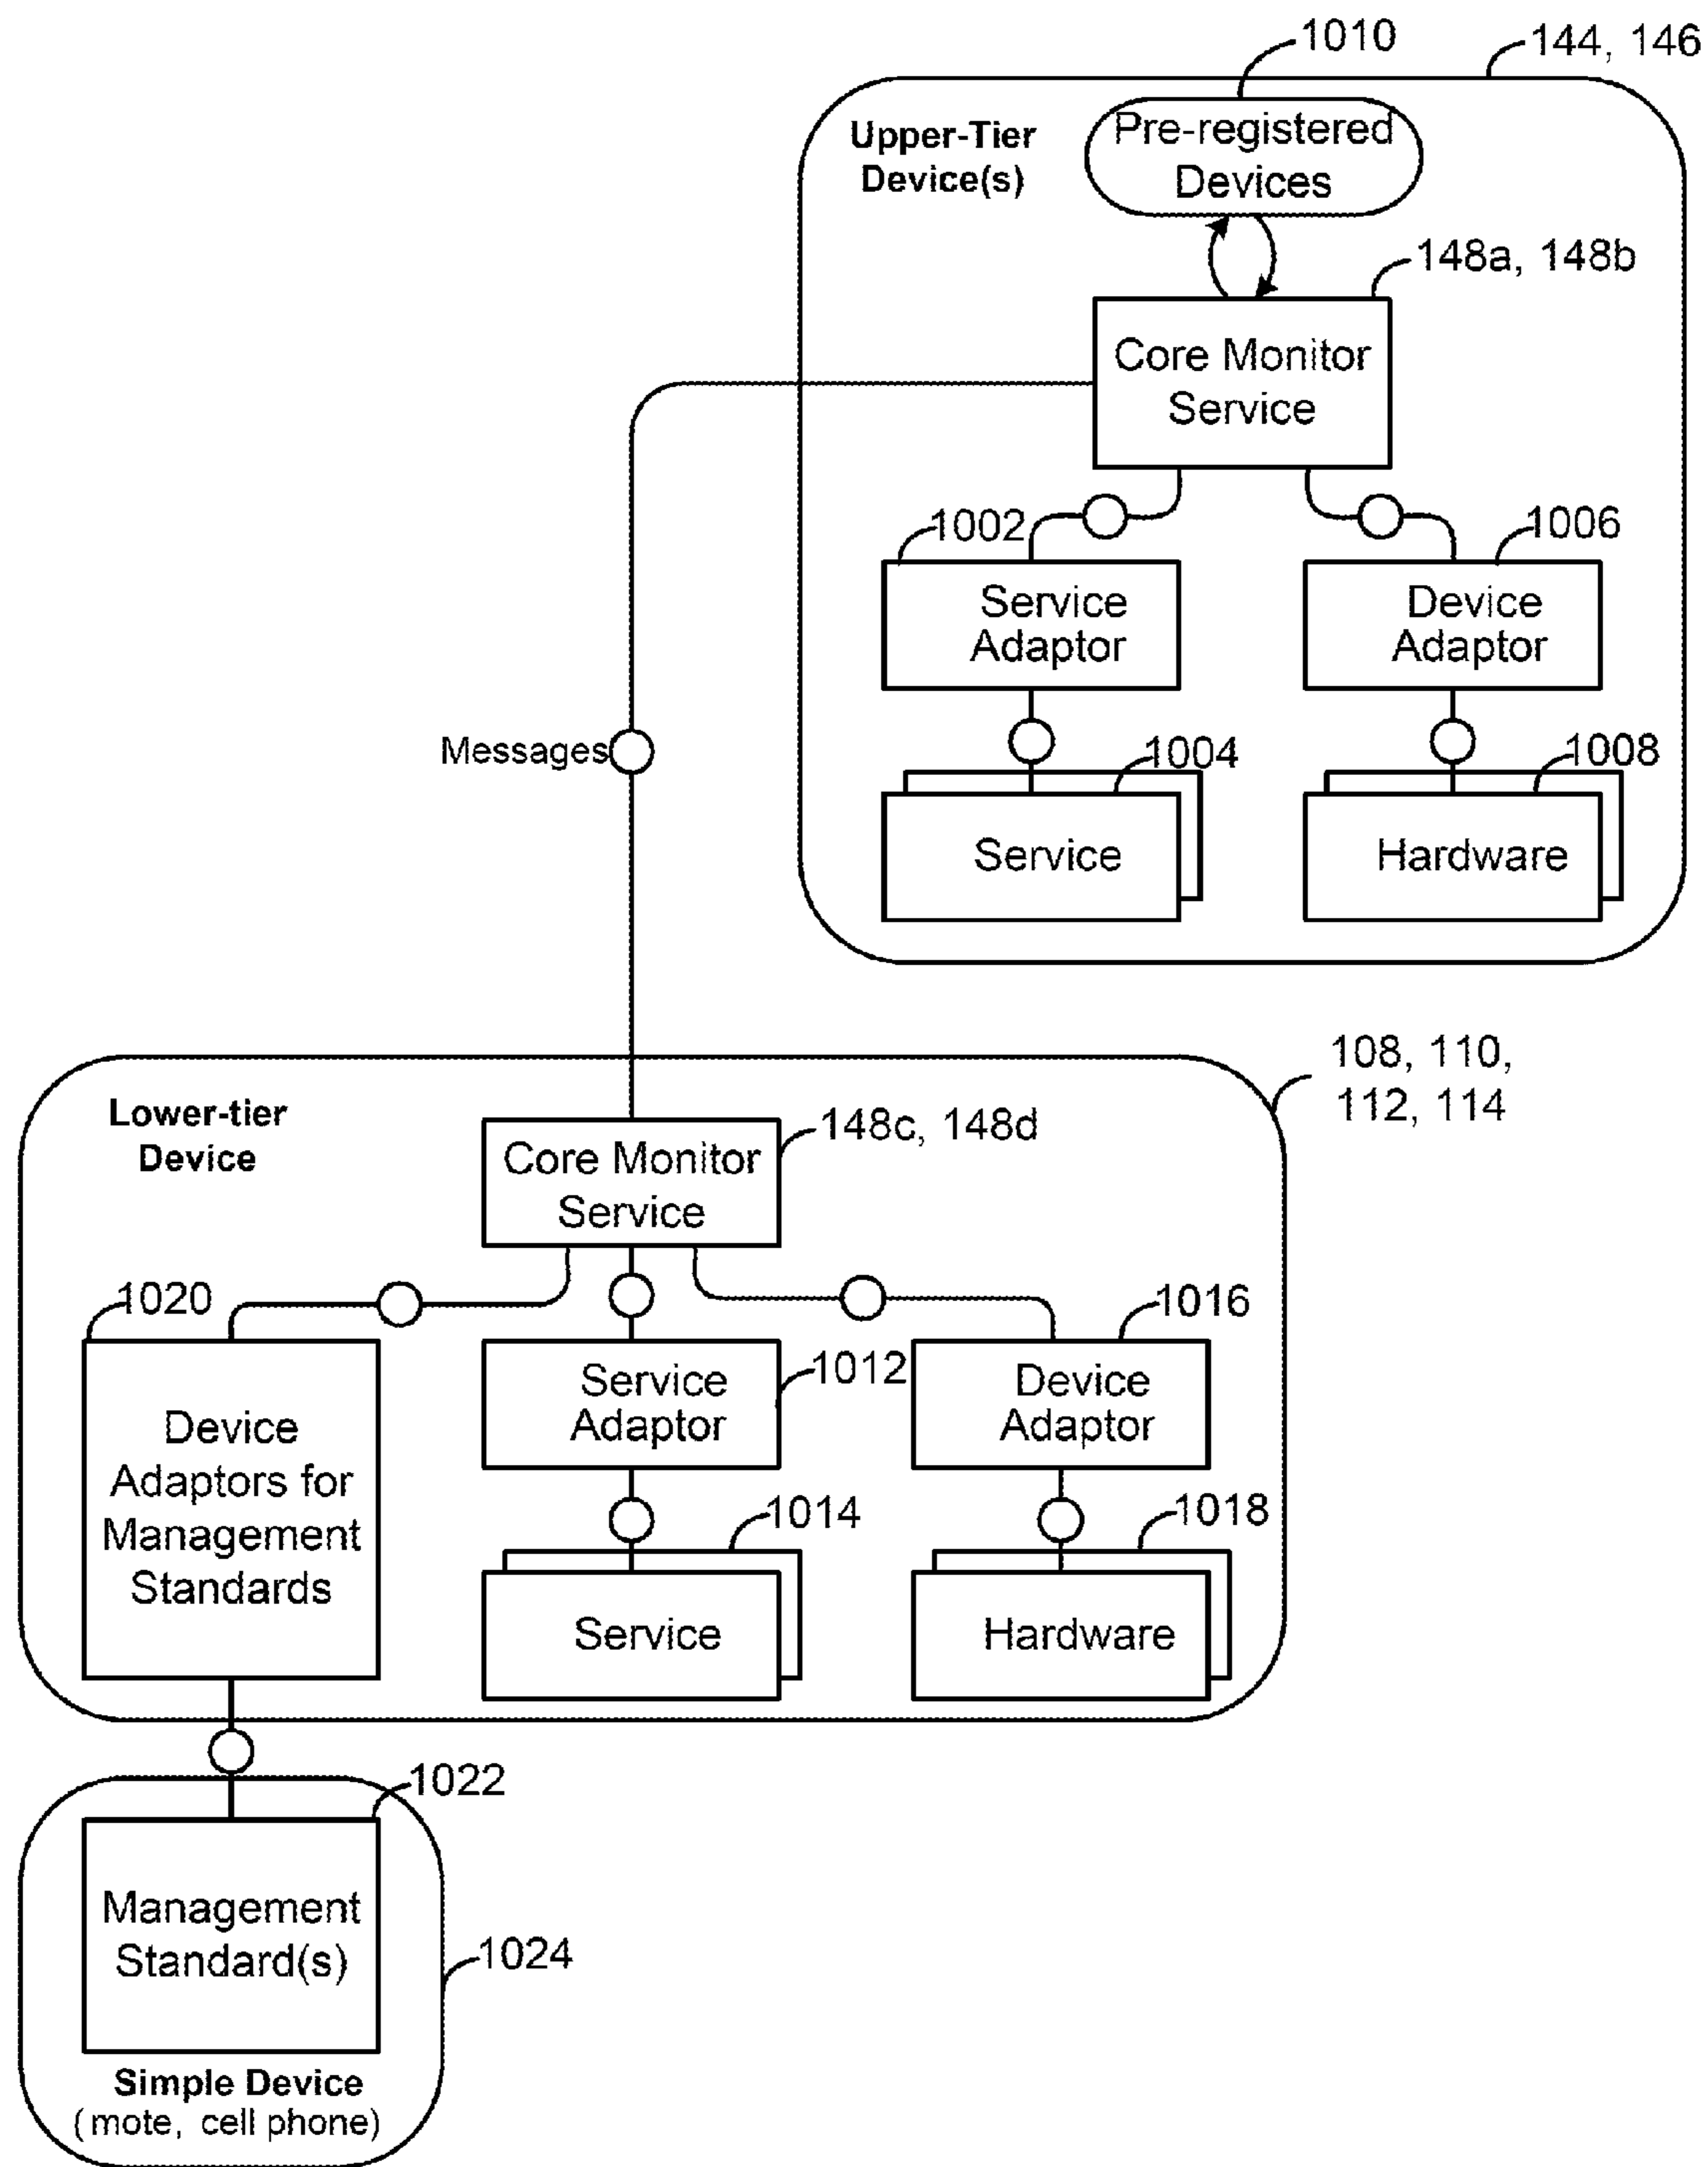 1010
144, 146
Upper-Tier
Device(s)
Pre-registered
Devices
148a, 148b
Core Monitor
Service
1002
1006
Service
Adaptor
Device
Adaptor
Messages
1004
1008
Service
Hardware
108, 110,
112, 114
Lower-tier
Device
148c, 148d
Core Monitor
Service
1020
1016
Device
Adaptors for
Management
Standards
Service
Adaptor
1012
Device
Adaptor
1014
1018
Service
Hardware
1022
Management
Standard(s)
1024
Simple Device
(mote, cell phone)